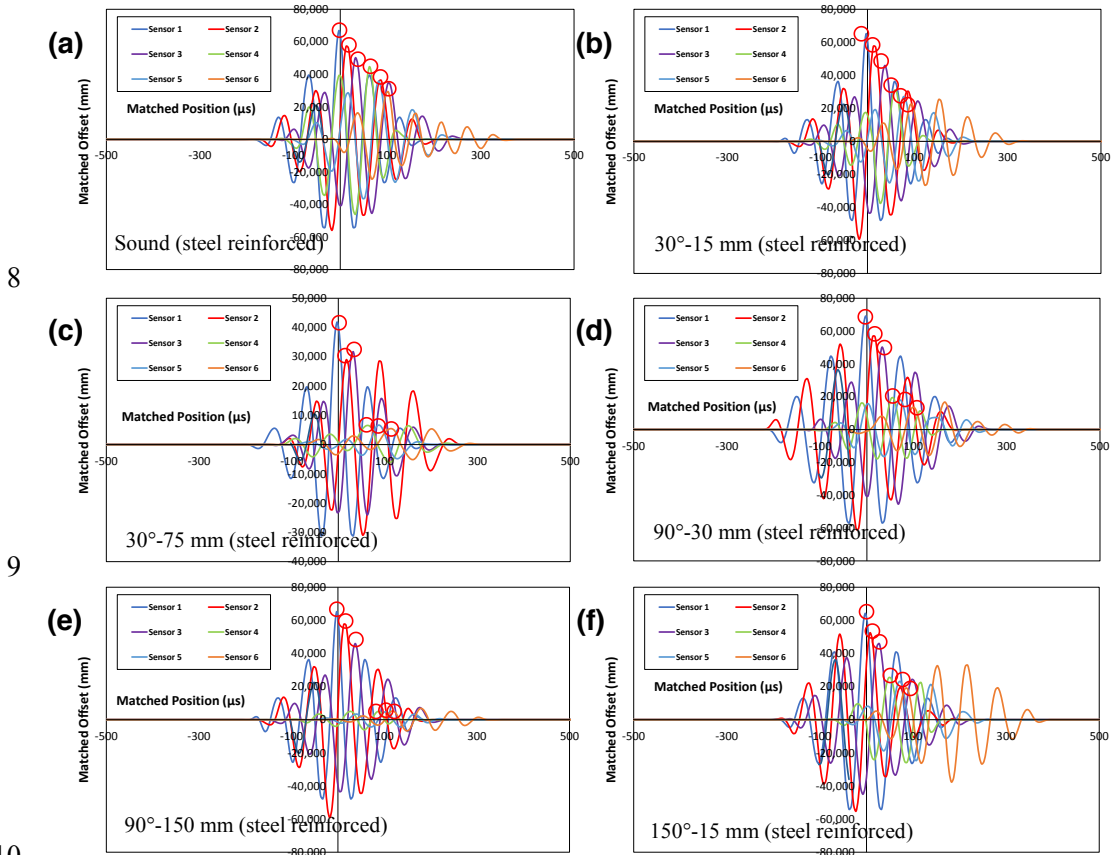 (a)
80,000
60,000
40,000
20,000
0
-20,000
-40,000
-60,000
-80,000
-500
-300
-100
100
300
500
Sensor 1
Sensor 2
Sensor 3
Sensor 4
Sensor 5
Sensor 6
Matched Position (µs)
Matched Offset (mm)
Sound (steel reinforced)
(b)
80,000
60,000
40,000
20,000
0
-20,000
-40,000
-60,000
-80,000
-500
-300
-100
100
300
500
Sensor 1
Sensor 2
Sensor 3
Sensor 4
Sensor 5
Sensor 6
Matched Position (µs)
Matched Offset (mm)
30°-15 mm (steel reinforced)
8
(c)
50,000
40,000
30,000
20,000
10,000
0
-10,000
-20,000
-30,000
-40,000
-500
-300
-100
100
300
500
Sensor 1
Sensor 2
Sensor 3
Sensor 4
Sensor 5
Sensor 6
Matched Position (µs)
Matched Offset (mm)
30°-75 mm (steel reinforced)
(d)
80,000
60,000
40,000
20,000
0
-20,000
-40,000
-60,000
-80,000
-500
-300
-100
100
300
500
Sensor 1
Sensor 2
Sensor 3
Sensor 4
Sensor 5
Sensor 6
Matched Position (µs)
Matched Offset (mm)
90°-30 mm (steel reinforced)
9
(e)
80,000
60,000
40,000
20,000
0
-20,000
-40,000
-60,000
-80,000
-500
-300
-100
100
300
500
Sensor 1
Sensor 2
Sensor 3
Sensor 4
Sensor 5
Sensor 6
Matched Position (µs)
Matched Offset (mm)
90°-150 mm (steel reinforced)
(f)
80,000
60,000
40,000
20,000
0
-20,000
-40,000
-60,000
-80,000
-500
-300
-100
100
300
500
Sensor 1
Sensor 2
Sensor 3
Sensor 4
Sensor 5
Sensor 6
Matched Position (µs)
Matched Offset (mm)
150°-15 mm (steel reinforced)